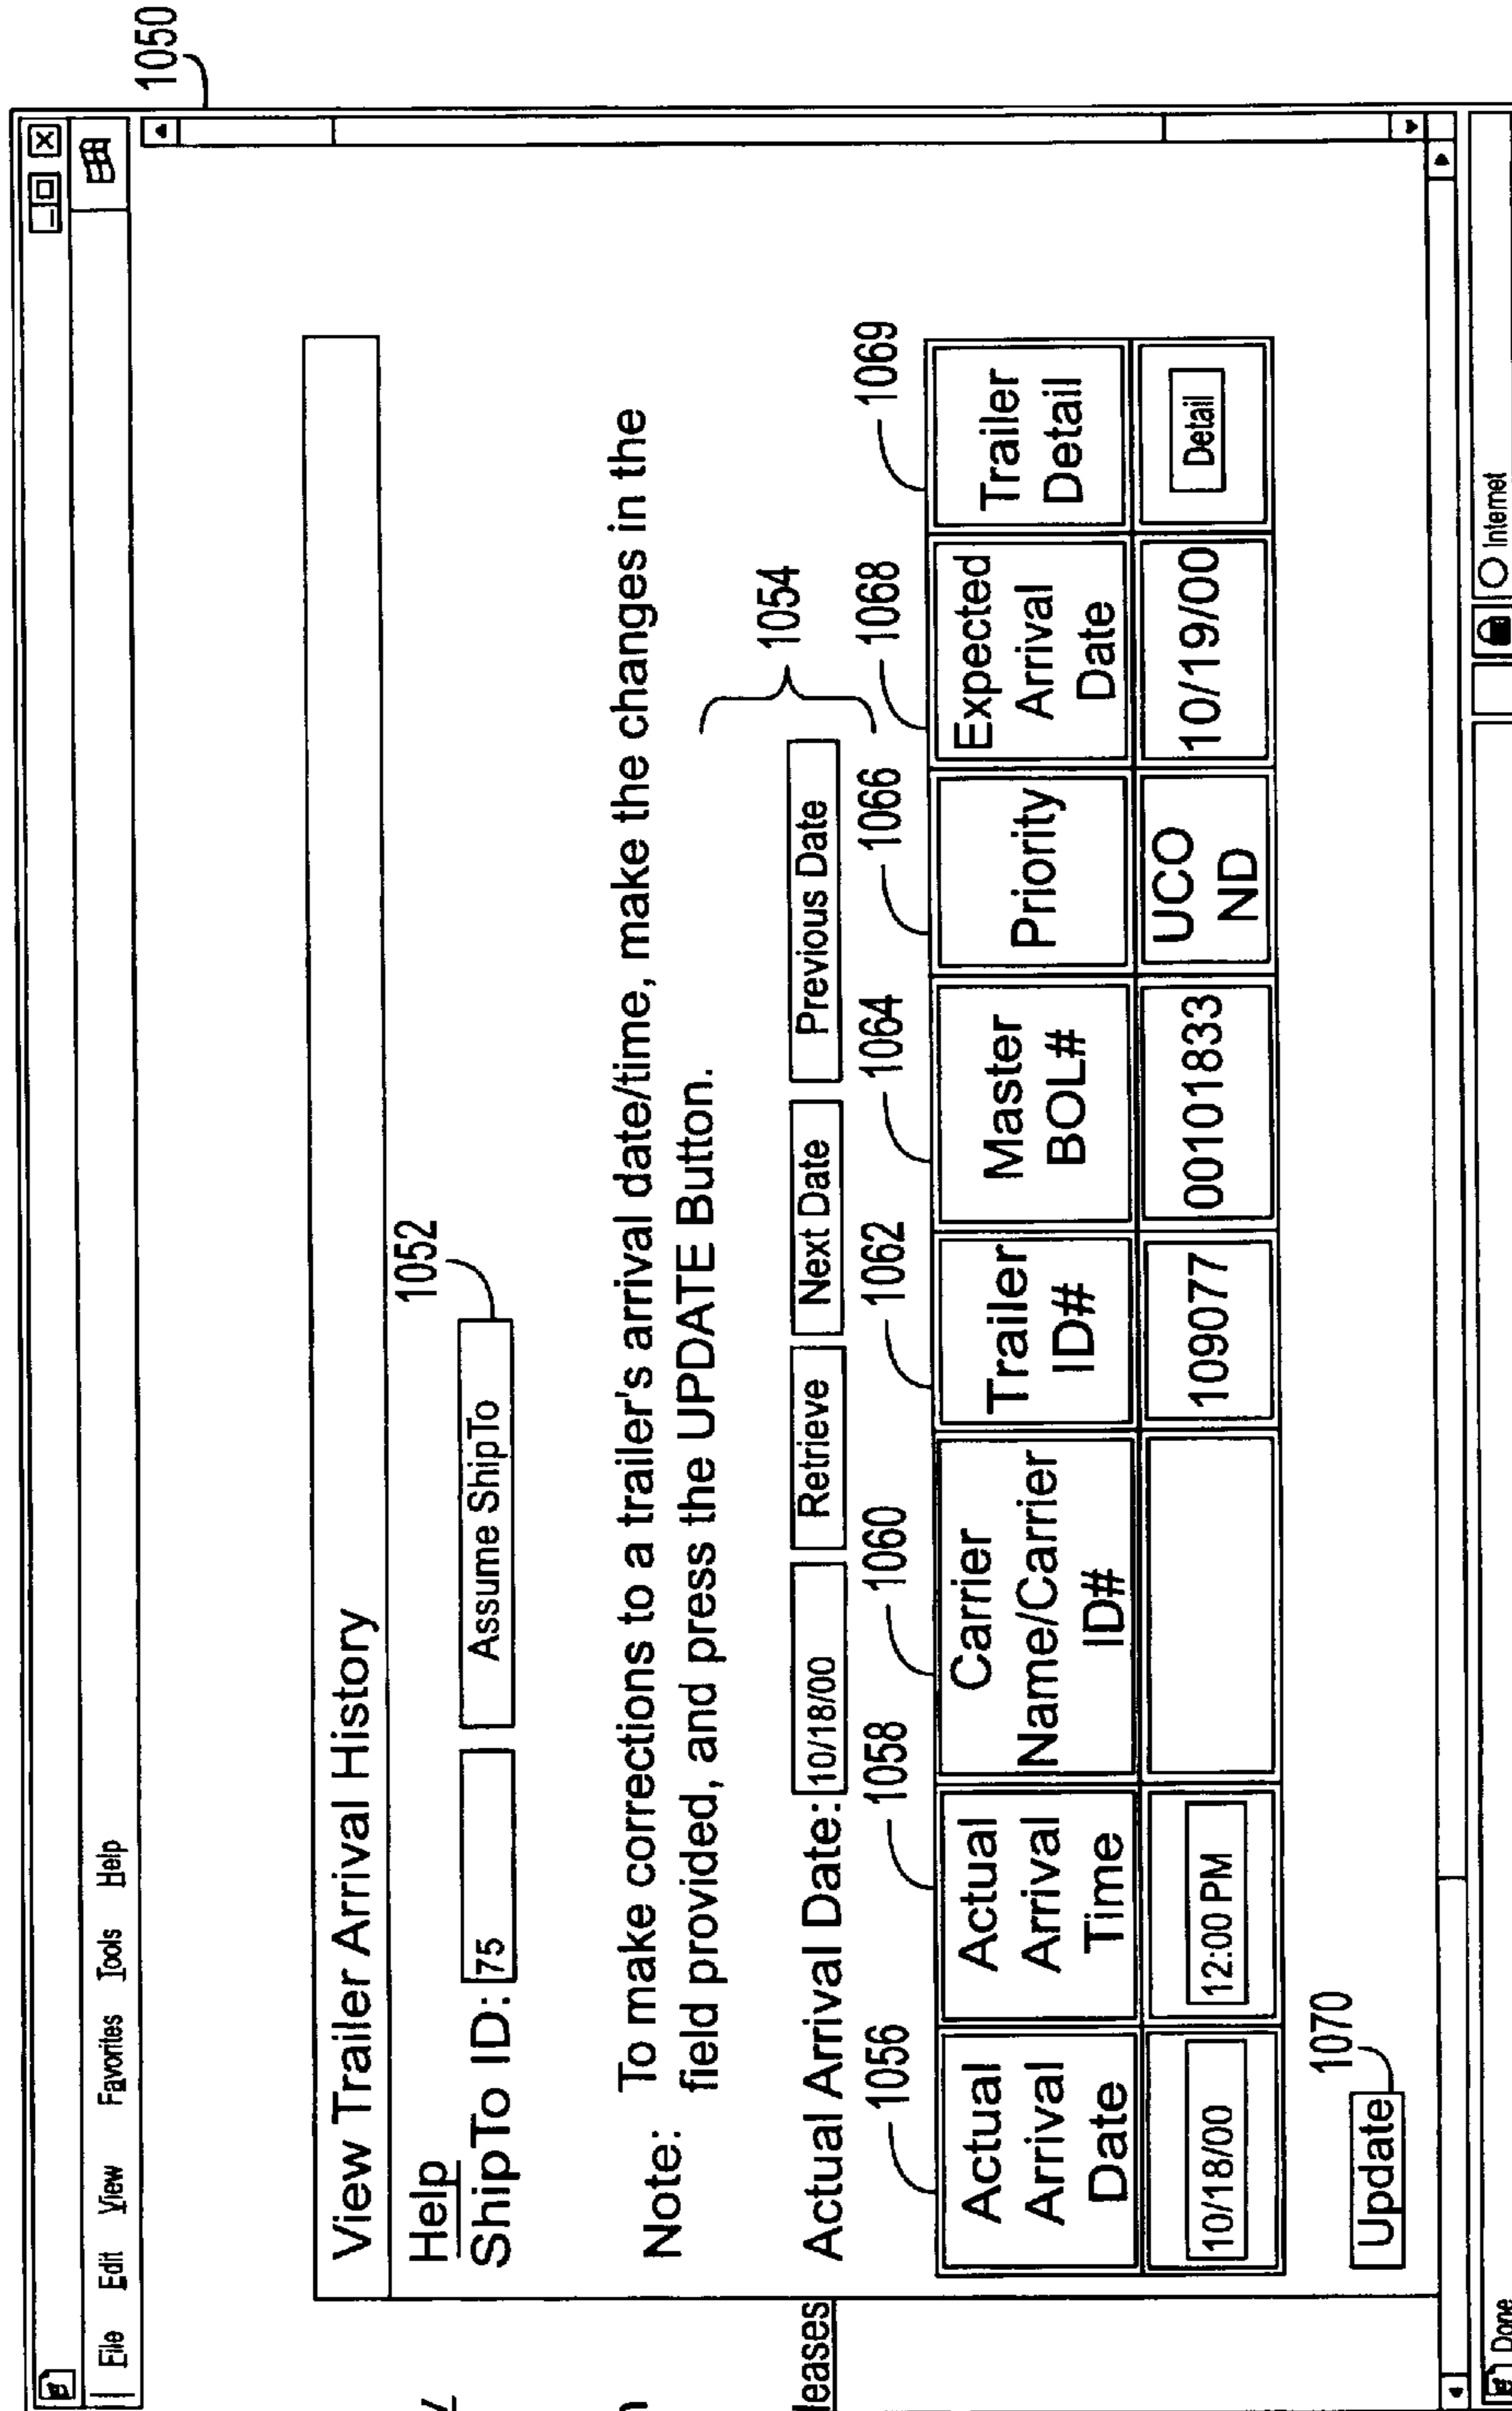 1050
File Edit View Favorites Tools Help
View Trailer Arrival History
1052
Help
ShipTo ID: 75 Assume ShipTo
Note: To make corrections to a trailer's arrival date/time, make the changes in the
field provided, and press the UPDATE Button.
1054
Actual Arrival Date: 10/18/00 Retrieve Next Date Previous Date
leases
1056 1058 1060 1062 1064 1066 1068 1069
Actual Arrival Date
Actual Arrival Time
Carrier Name/Carrier ID#
Trailer ID#
Master BOL#
Priority
Expected Arrival Date
Trailer Detail
10/18/00 12:00 PM 109077 00101833 UCO ND 10/19/00 Detail
1070
Update
Done Internet